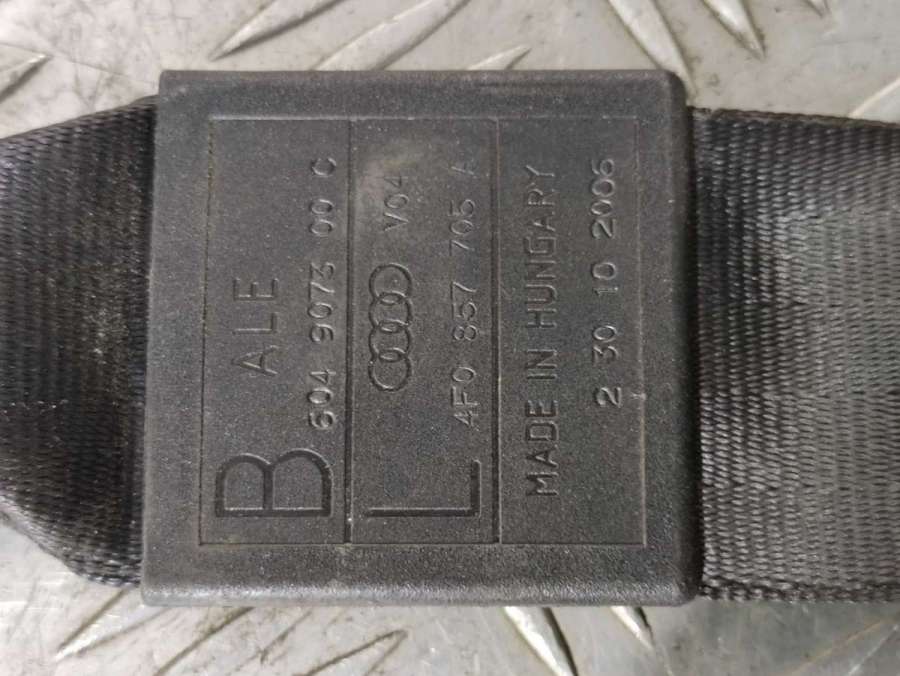 B ALE
604 9073 00 C
V04
L 4F0 857 705 A
MADE IN HUNGARY
2 30 10 2006